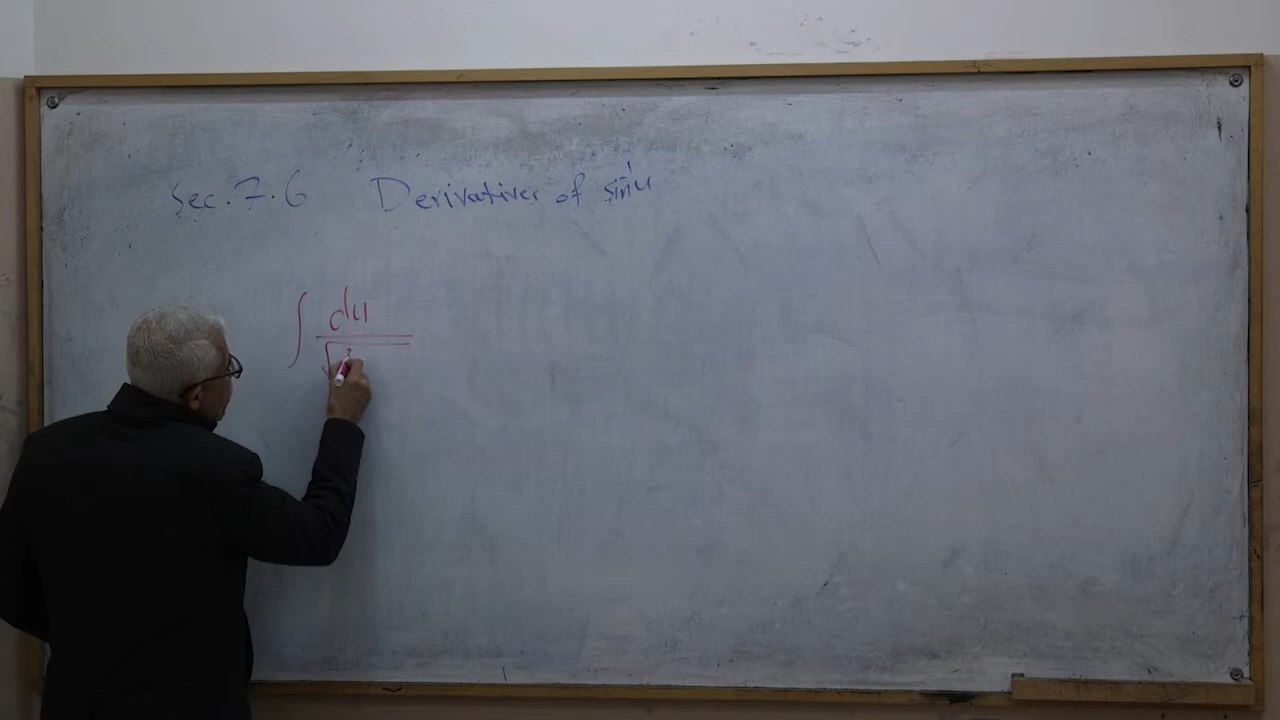 Sec. 7.6 Derivatives of sin⁻¹u
∫ du
√